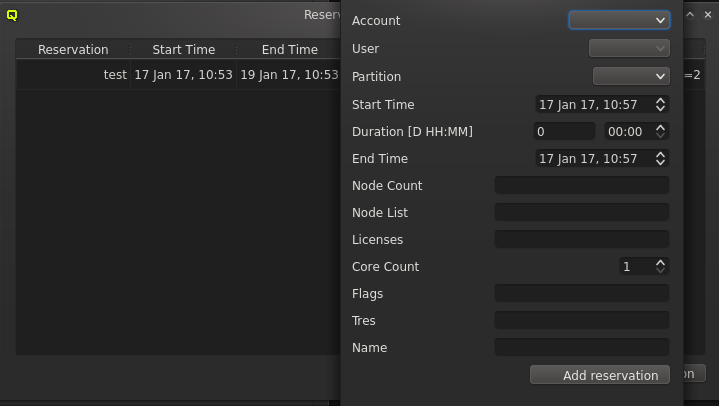 Reserv
Reservation Start Time End Time
test 17 Jan 17, 10:53 19 Jan 17, 10:53 =2
Account
User
Partition
Start Time 17 Jan 17, 10:57
Duration [D HH:MM] 0 00:00
End Time 17 Jan 17, 10:57
Node Count
Node List
Licenses
Core Count 1
Flags
Tres
Name
Add reservation
on